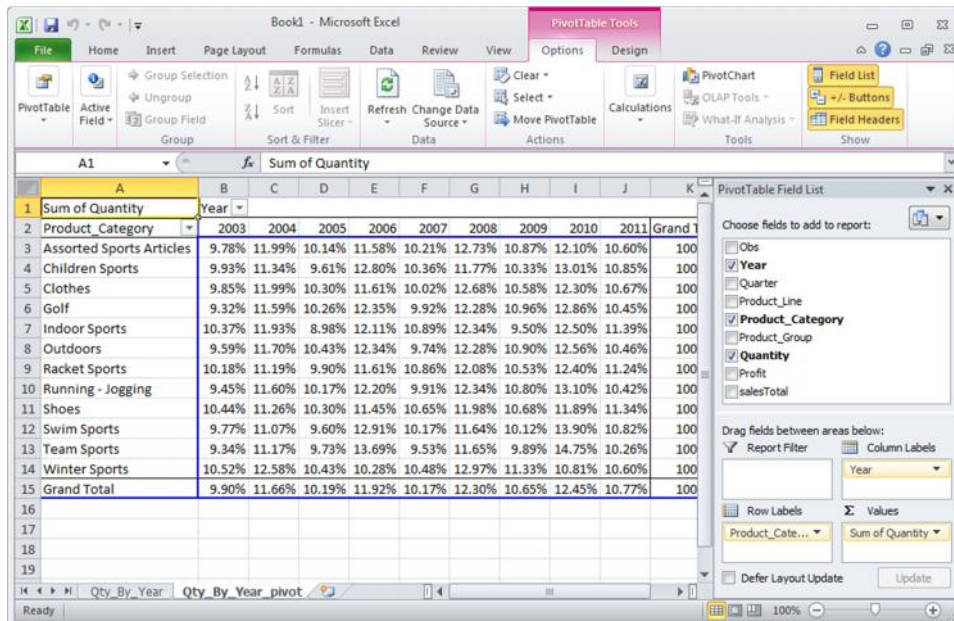 Book1 - Microsoft Excel
PivotTable Tools
File Home Insert Page Layout Formulas Data Review View Options Design
PivotTable
Active Field
Group Selection
Ungroup
Group Field
Group
Sort
Insert Slicer
Sort & Filter
Refresh
Change Data Source
Data
Clear
Select
Move PivotTable
Actions
Calculations
PivotChart
OLAP Tools
What-If Analysis
Tools
Field List
+/- Buttons
Field Headers
Show
A1 fx Sum of Quantity
A B C D E F G H I J K
1 Sum of Quantity Year
2 Product_Category 2003 2004 2005 2006 2007 2008 2009 2010 2011 Grand T
3 Assorted Sports Articles 9.78% 11.99% 10.14% 11.58% 10.21% 12.73% 10.87% 12.10% 10.60% 100
4 Children Sports 9.93% 11.34% 9.61% 12.80% 10.36% 11.77% 10.33% 13.01% 10.85% 100
5 Clothes 9.85% 11.99% 10.30% 11.61% 10.02% 12.68% 10.58% 12.30% 10.67% 100
6 Golf 9.32% 11.59% 10.26% 12.35% 9.92% 12.28% 10.96% 12.86% 10.45% 100
7 Indoor Sports 10.37% 11.93% 8.98% 12.11% 10.89% 12.34% 9.50% 12.50% 11.39% 100
8 Outdoors 9.59% 11.70% 10.43% 12.34% 9.74% 12.28% 10.90% 12.56% 10.46% 100
9 Racket Sports 10.18% 11.19% 9.90% 11.61% 10.86% 12.08% 10.53% 12.40% 11.24% 100
10 Running - Jogging 9.45% 11.60% 10.17% 12.20% 9.91% 12.34% 10.80% 13.10% 10.42% 100
11 Shoes 10.44% 11.26% 10.30% 11.45% 10.65% 11.98% 10.68% 11.89% 11.34% 100
12 Swim Sports 9.77% 11.07% 9.60% 12.91% 10.17% 11.64% 10.12% 13.90% 10.82% 100
13 Team Sports 9.34% 11.17% 9.73% 13.69% 9.53% 11.65% 9.89% 14.75% 10.26% 100
14 Winter Sports 10.52% 12.58% 10.43% 10.28% 10.48% 12.97% 11.33% 10.81% 10.60% 100
15 Grand Total 9.90% 11.66% 10.19% 11.92% 10.17% 12.30% 10.65% 12.45% 10.77% 100
16
17
18
19
PivotTable Field List
Choose fields to add to report:
Obs
Year
Quarter
Product_Line
Product_Category
Product_Group
Quantity
Profit
salesTotal
Drag fields between areas below:
Report Filter
Column Labels
Year
Row Labels
Σ Values
Product_Cate...
Sum of Quantity
Defer Layout Update
Update
Qty_By_Year Qty_By_Year_pivot
Ready 100%